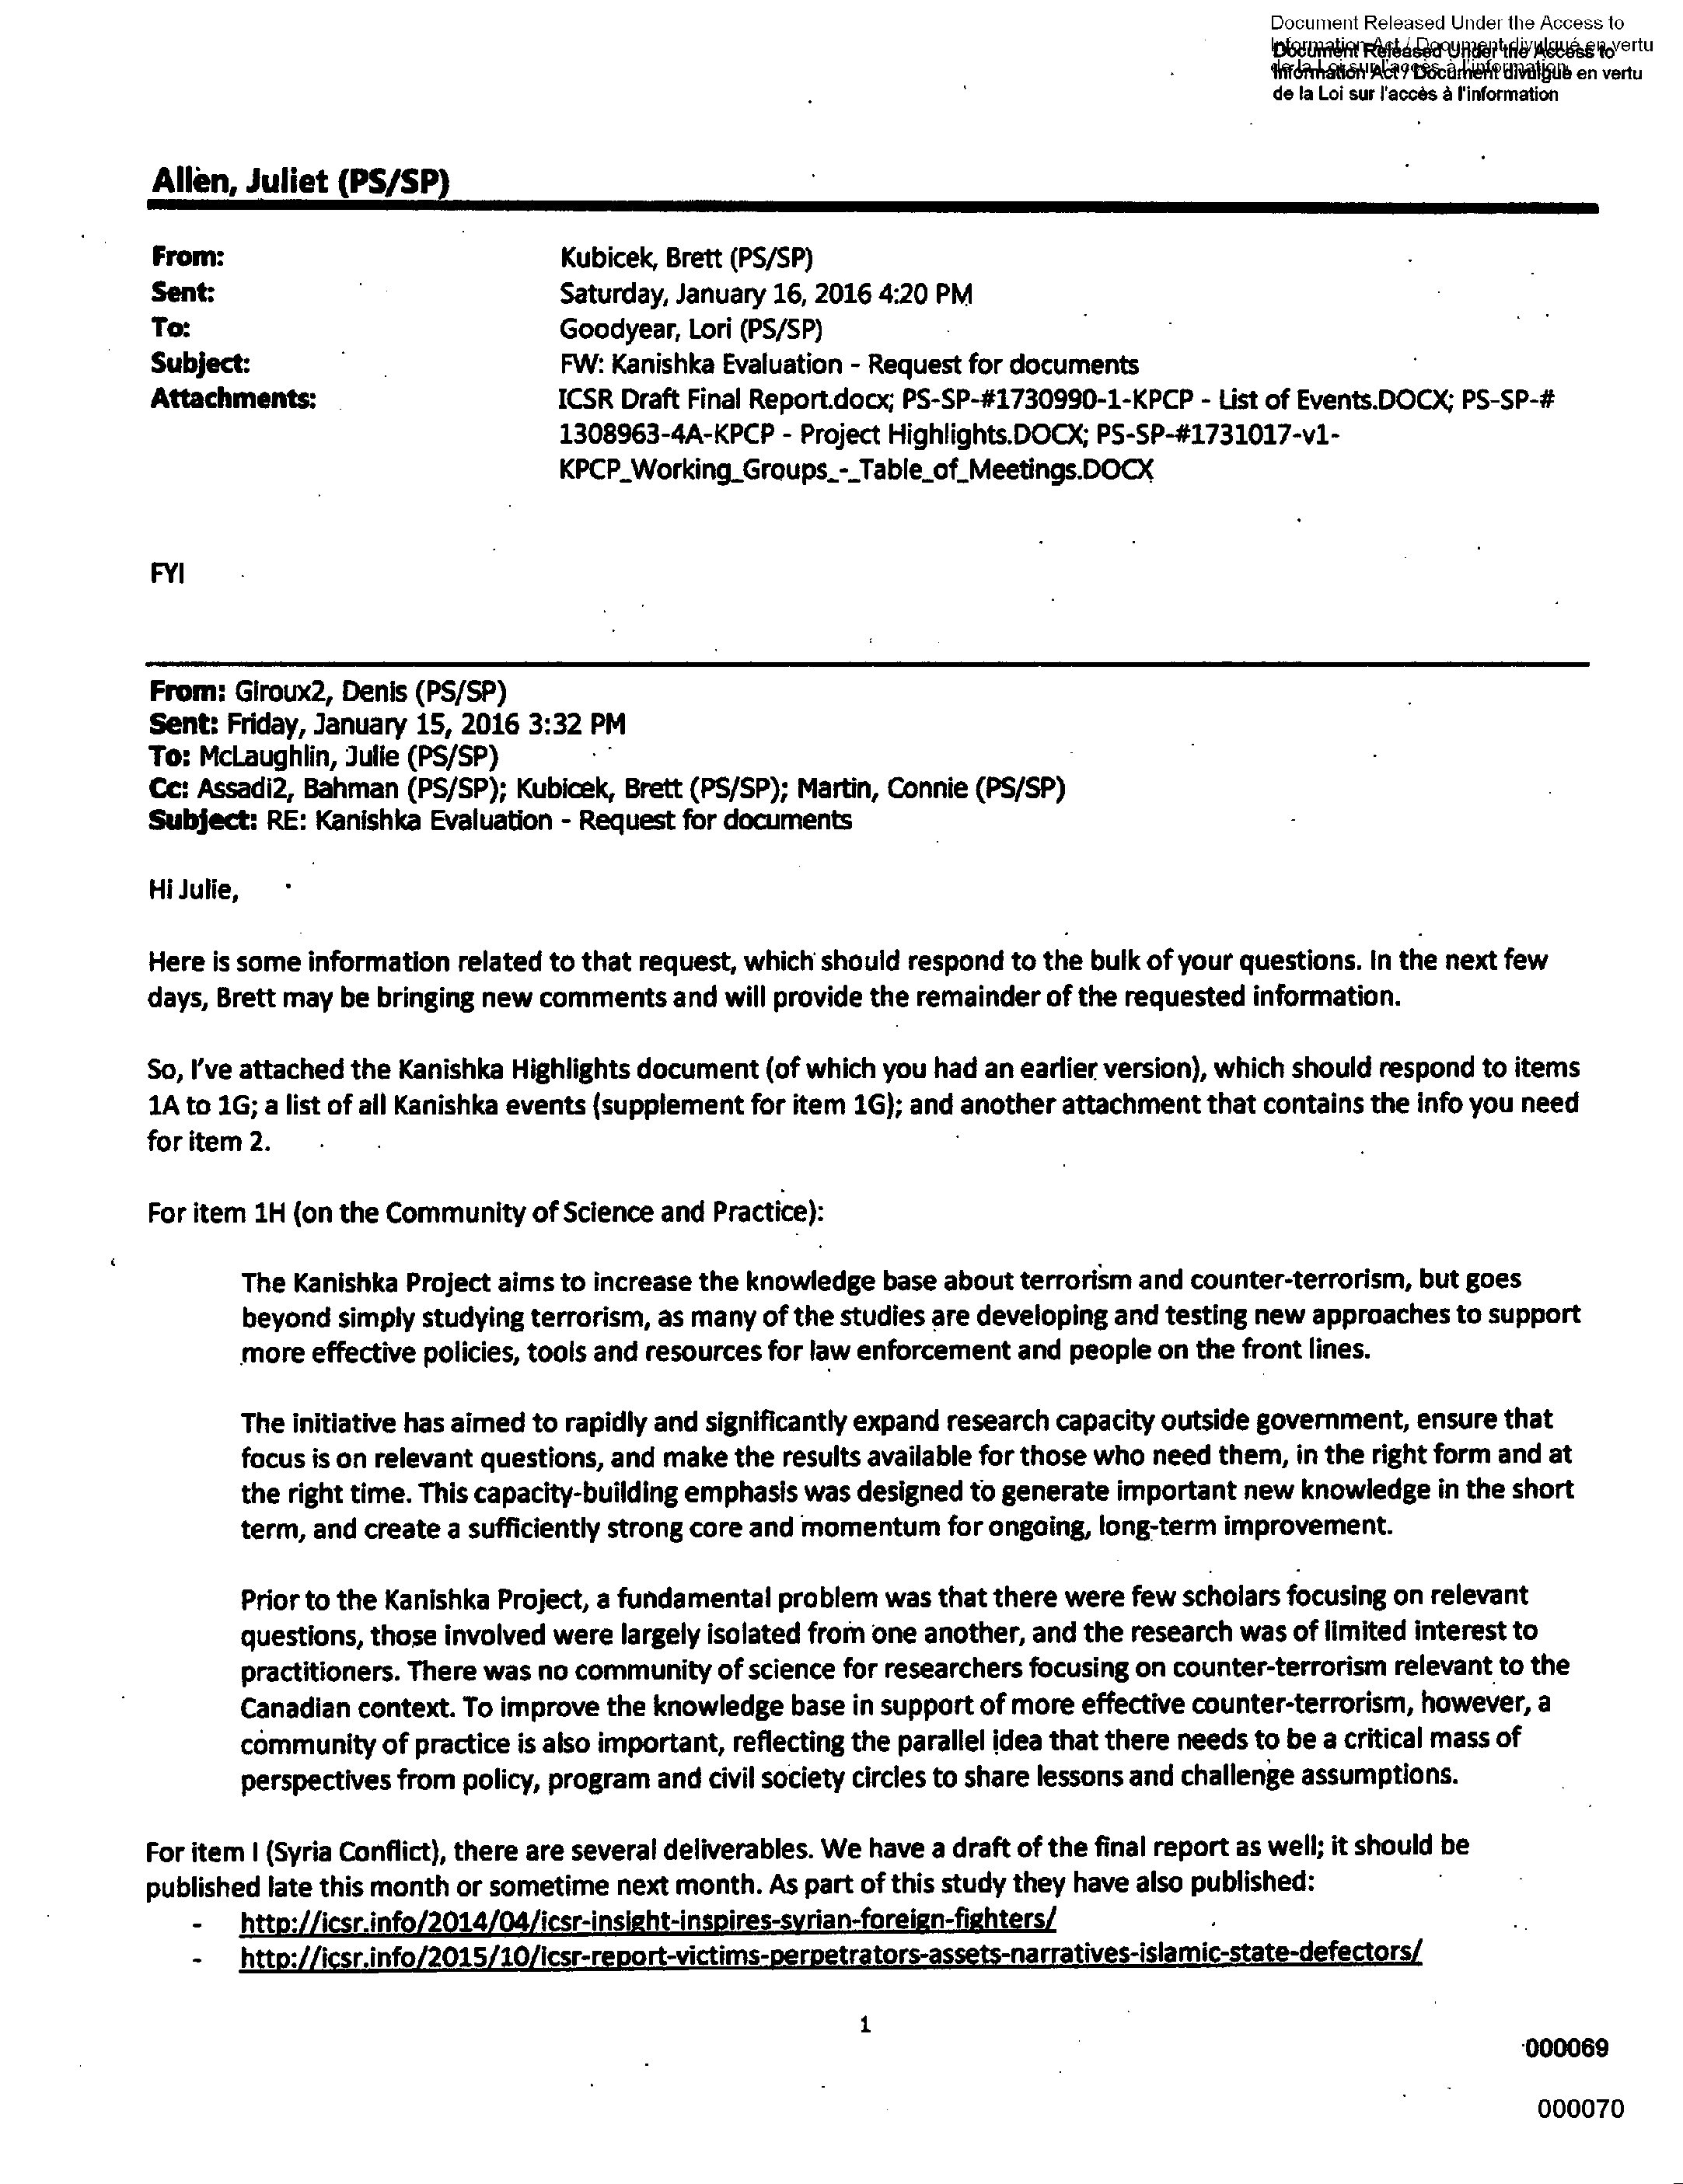 Document Released Under the Access to
Information Act / Document divulgué en vertu
de la Loi sur l'accès à l'information
Document Released Under the Access to
Information Act / Document divulgué en vertu
de la Loi sur l'accès à l'information
Allen, Juliet (PS/SP)
From: Kubicek, Brett (PS/SP)
Sent: Saturday, January 16, 2016 4:20 PM
To: Goodyear, Lori (PS/SP)
Subject: FW: Kanishka Evaluation - Request for documents
Attachments: ICSR Draft Final Report.docx; PS-SP-#1730990-1-KPCP - List of Events.DOCX; PS-SP-#
1308963-4A-KPCP - Project Highlights.DOCX; PS-SP-#1731017-v1-
KPCP_Working_Groups_-_Table_of_Meetings.DOCX
FYI
From: Giroux2, Denis (PS/SP)
Sent: Friday, January 15, 2016 3:32 PM
To: McLaughlin, Julie (PS/SP)
Cc: Assadi2, Bahman (PS/SP); Kubicek, Brett (PS/SP); Martin, Connie (PS/SP)
Subject: RE: Kanishka Evaluation - Request for documents
Hi Julie,
Here is some information related to that request, which should respond to the bulk of your questions. In the next few
days, Brett may be bringing new comments and will provide the remainder of the requested information.
So, I've attached the Kanishka Highlights document (of which you had an earlier version), which should respond to items
1A to 1G; a list of all Kanishka events (supplement for item 1G); and another attachment that contains the info you need
for item 2.
For item 1H (on the Community of Science and Practice):
The Kanishka Project aims to increase the knowledge base about terrorism and counter-terrorism, but goes
beyond simply studying terrorism, as many of the studies are developing and testing new approaches to support
more effective policies, tools and resources for law enforcement and people on the front lines.
The initiative has aimed to rapidly and significantly expand research capacity outside government, ensure that
focus is on relevant questions, and make the results available for those who need them, in the right form and at
the right time. This capacity-building emphasis was designed to generate important new knowledge in the short
term, and create a sufficiently strong core and momentum for ongoing, long-term improvement.
Prior to the Kanishka Project, a fundamental problem was that there were few scholars focusing on relevant
questions, those involved were largely isolated from one another, and the research was of limited interest to
practitioners. There was no community of science for researchers focusing on counter-terrorism relevant to the
Canadian context. To improve the knowledge base in support of more effective counter-terrorism, however, a
community of practice is also important, reflecting the parallel idea that there needs to be a critical mass of
perspectives from policy, program and civil society circles to share lessons and challenge assumptions.
For item I (Syria Conflict), there are several deliverables. We have a draft of the final report as well; it should be
published late this month or sometime next month. As part of this study they have also published:
- http://icsr.info/2014/04/icsr-insight-inspires-syrian-foreign-fighters/
- http://icsr.info/2015/10/icsr-report-victims-perpetrators-assets-narratives-islamic-state-defectors/
1
000069
000070